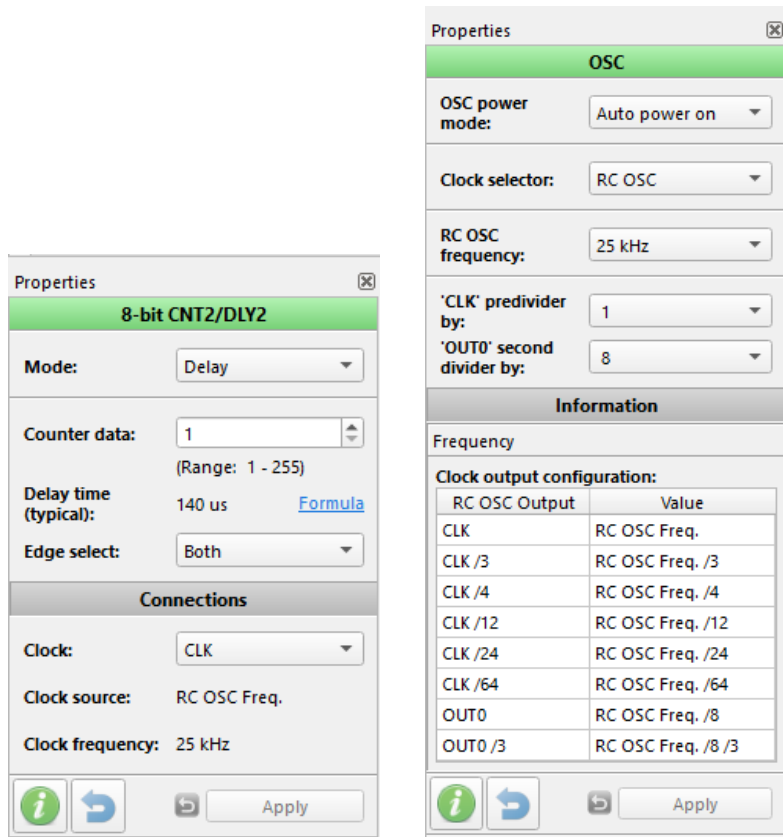 Properties
8-bit CNT2/DLY2
Mode: Delay
Counter data: 1
(Range: 1 - 255)
Delay time
(typical): 140 us Formula
Edge select: Both
Connections
Clock: CLK
Clock source: RC OSC Freq.
Clock frequency: 25 kHz
Apply
Properties
OSC
OSC power
mode: Auto power on
Clock selector: RC OSC
RC OSC
frequency: 25 kHz
'CLK' predivider
by: 1
'OUT0' second
divider by: 8
Information
Frequency
Clock output configuration:
RC OSC Output Value
CLK RC OSC Freq.
CLK /3 RC OSC Freq. /3
CLK /4 RC OSC Freq. /4
CLK /12 RC OSC Freq. /12
CLK /24 RC OSC Freq. /24
CLK /64 RC OSC Freq. /64
OUT0 RC OSC Freq. /8
OUT0 /3 RC OSC Freq. /8 /3
Apply